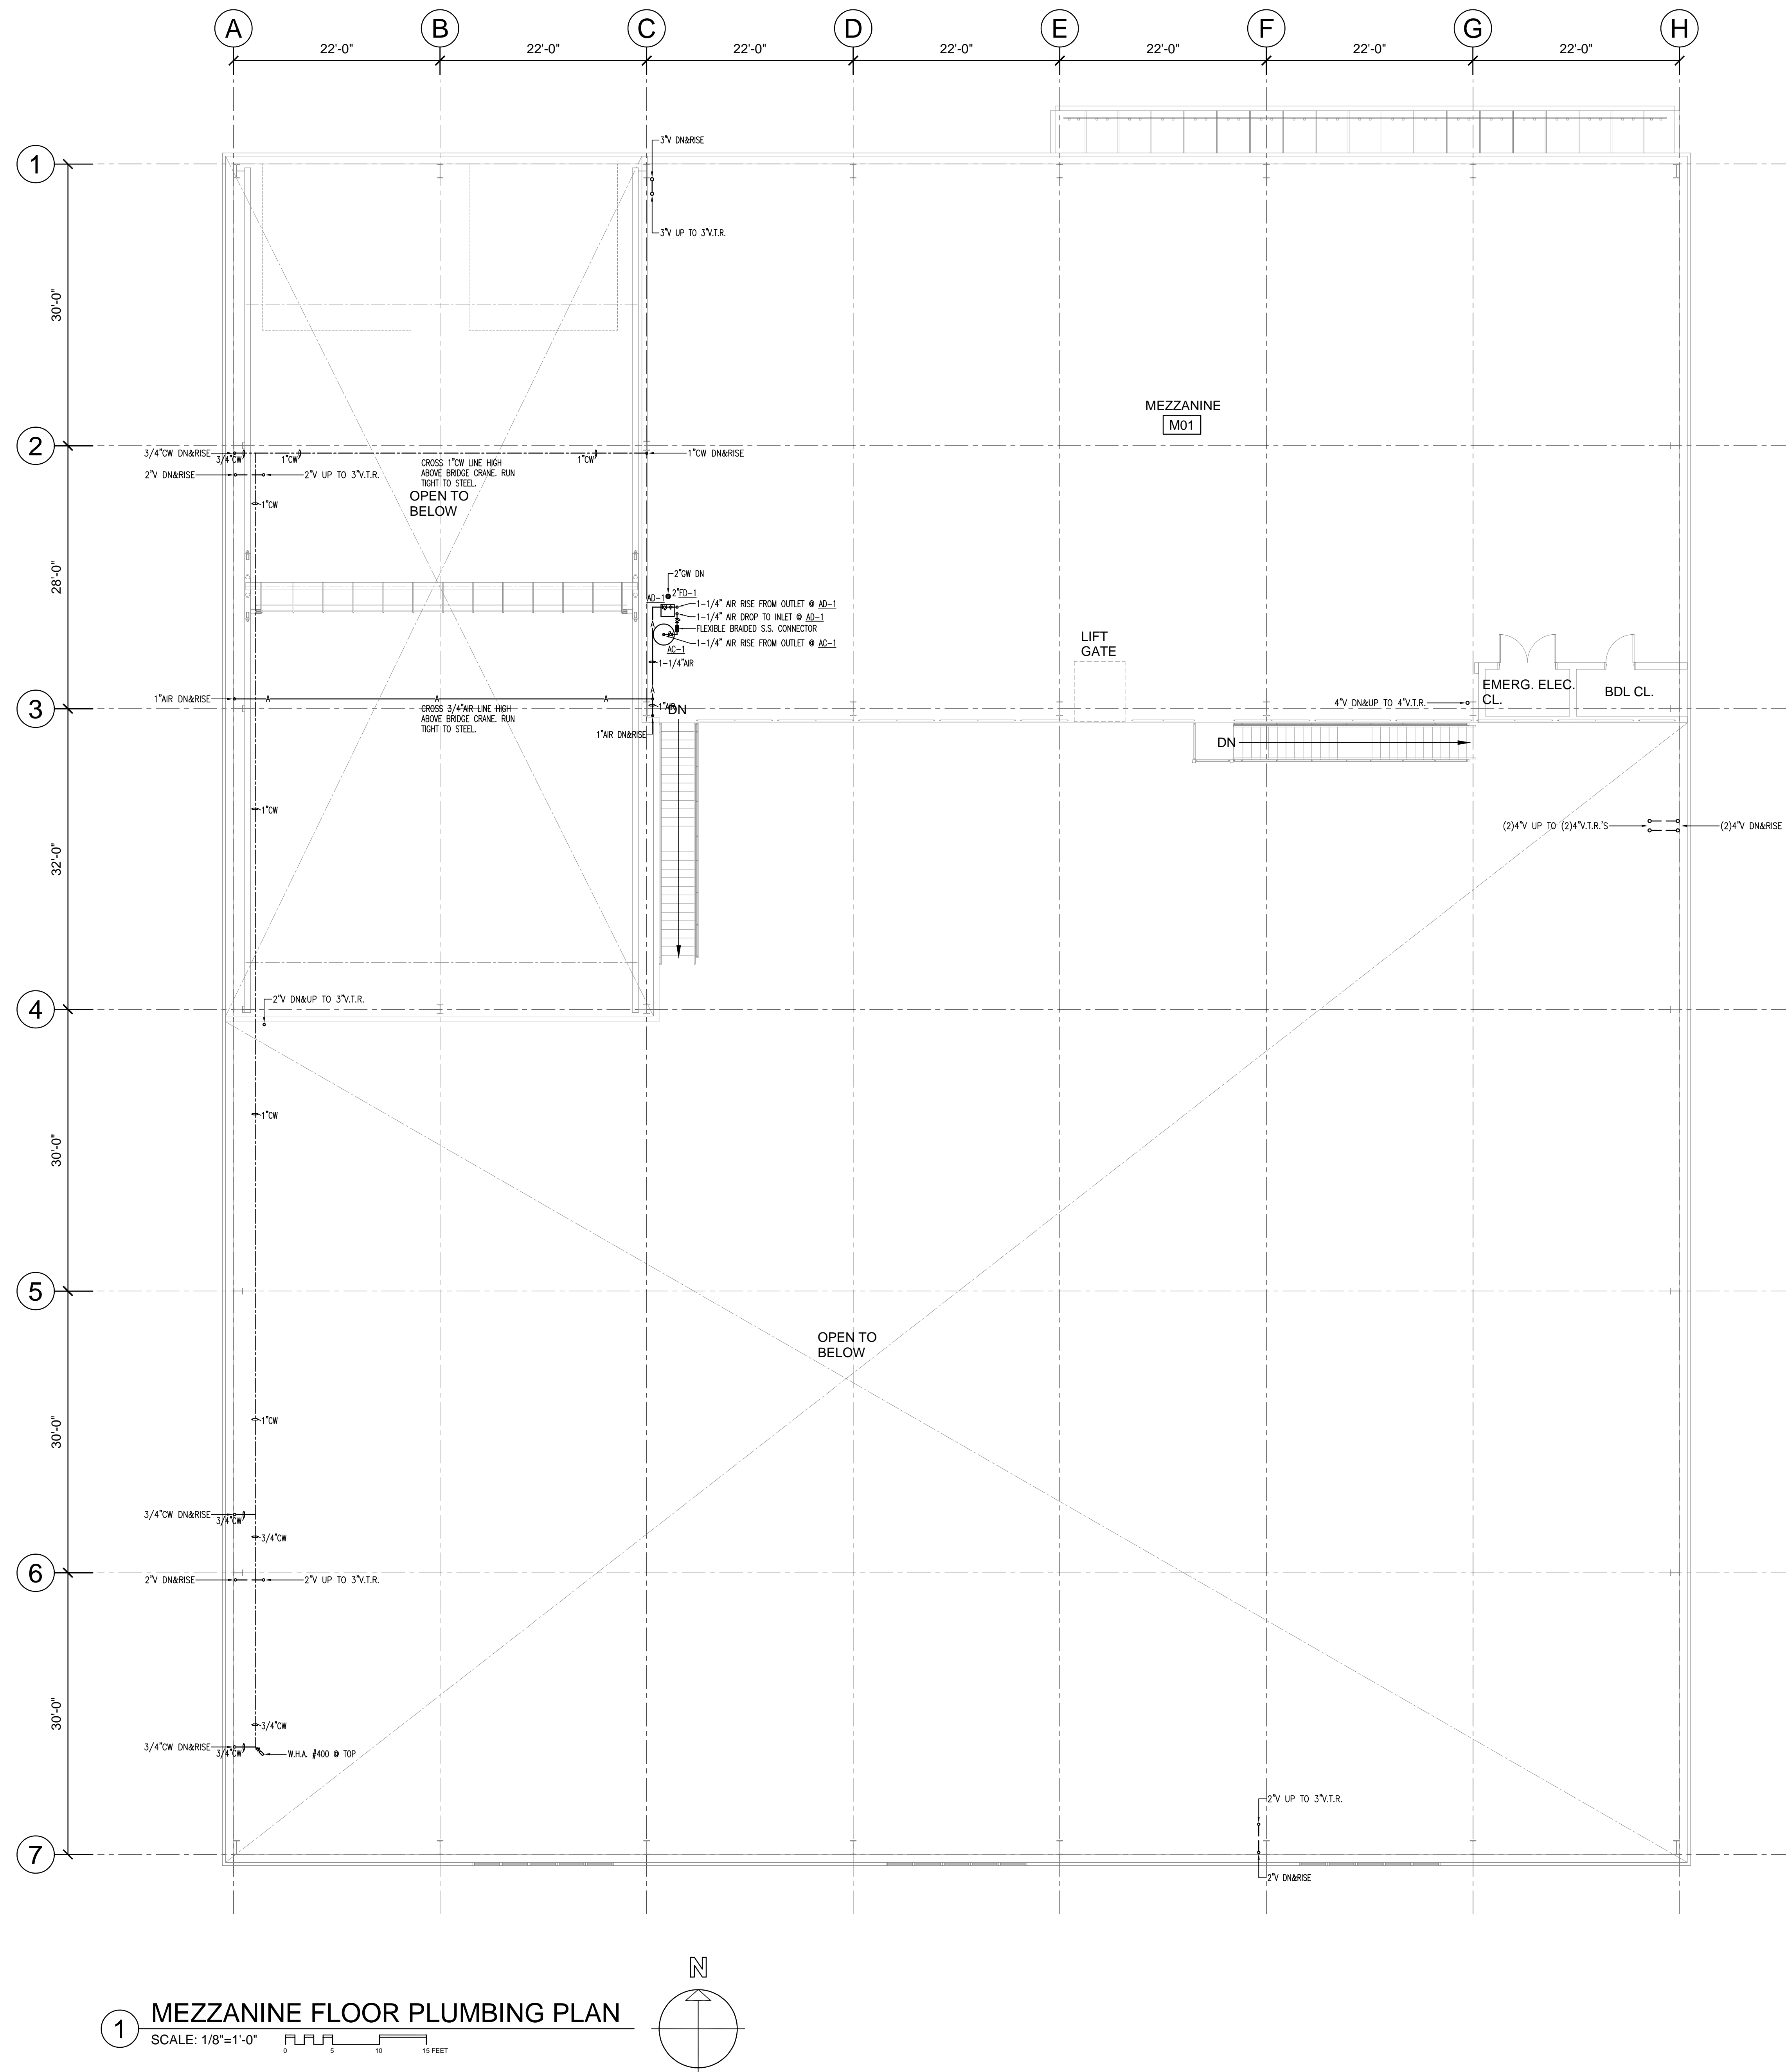 A
B
C
D
E
F
G
H
22'-0"
22'-0"
22'-0"
22'-0"
22'-0"
22'-0"
22'-0"
3"V DN&RISE
1
3"V UP TO 3"V.T.R.
30'-0"
MEZZANINE
M01
2
3/4"CW DN&RISE
3/4"CW
1"CW
1"CW
1"CW DN&RISE
CROSS 1"CW LINE HIGH
ABOVE BRIDGE CRANE. RUN
TIGHT TO STEEL.
2"V DN&RISE
2"V UP TO 3"V.T.R.
OPEN TO
BELOW
1"CW
28'-0"
2"GW DN
AD-1
2"FD-1
1-1/4" AIR RISE FROM OUTLET @ AD-1
1-1/4" AIR DROP TO INLET @ AD-1
FLEXIBLE BRAIDED S.S. CONNECTOR
1-1/4" AIR RISE FROM OUTLET @ AC-1
A
AC-1
1-1/4"AIR
LIFT
GATE
EMERG. ELEC.
CL.
BDL CL.
1"AIR DN&RISE
A
A
A
A
3
CROSS 3/4"AIR LINE HIGH
ABOVE BRIDGE CRANE. RUN
TIGHT TO STEEL.
1"AIR
DN
4"V DN&UP TO 4"V.T.R.
1"AIR DN&RISE
DN
1"CW
(2)4"V UP TO (2)4"V.T.R.'S
(2)4"V DN&RISE
32'-0"
2"V DN&UP TO 3"V.T.R.
4
1"CW
30'-0"
5
OPEN TO
BELOW
1"CW
30'-0"
3/4"CW DN&RISE
3/4"CW
3/4"CW
6
2"V DN&RISE
2"V UP TO 3"V.T.R.
30'-0"
3/4"CW
3/4"CW DN&RISE
3/4"CW
W.H.A. #400 @ TOP
2"V UP TO 3"V.T.R.
7
2"V DN&RISE
N
1
MEZZANINE FLOOR PLUMBING PLAN
SCALE: 1/8"=1'-0"
0 5 10 15 FEET